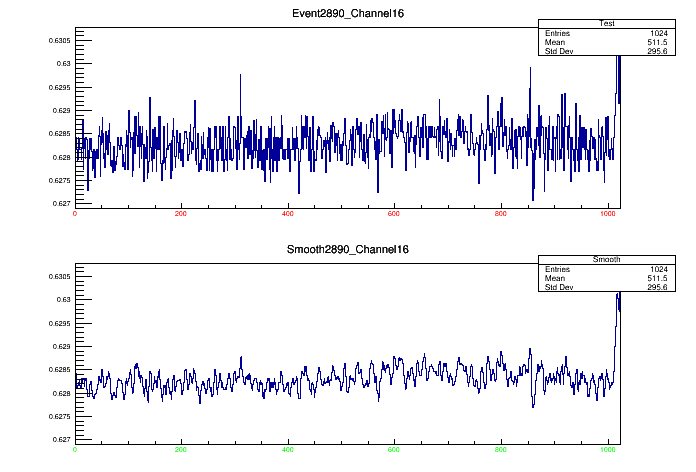 Event2890_Channel16
Test
Entries 1024
Mean 511.5
Std Dev 295.6
0.6305
0.63
0.6295
0.629
0.6285
0.628
0.6275
0.627
0 200 400 600 800 1000
Smooth2890_Channel16
Smooth
Entries 1024
Mean 511.5
Std Dev 295.6
0.6305
0.63
0.6295
0.629
0.6285
0.628
0.6275
0.627
0 200 400 600 800 1000